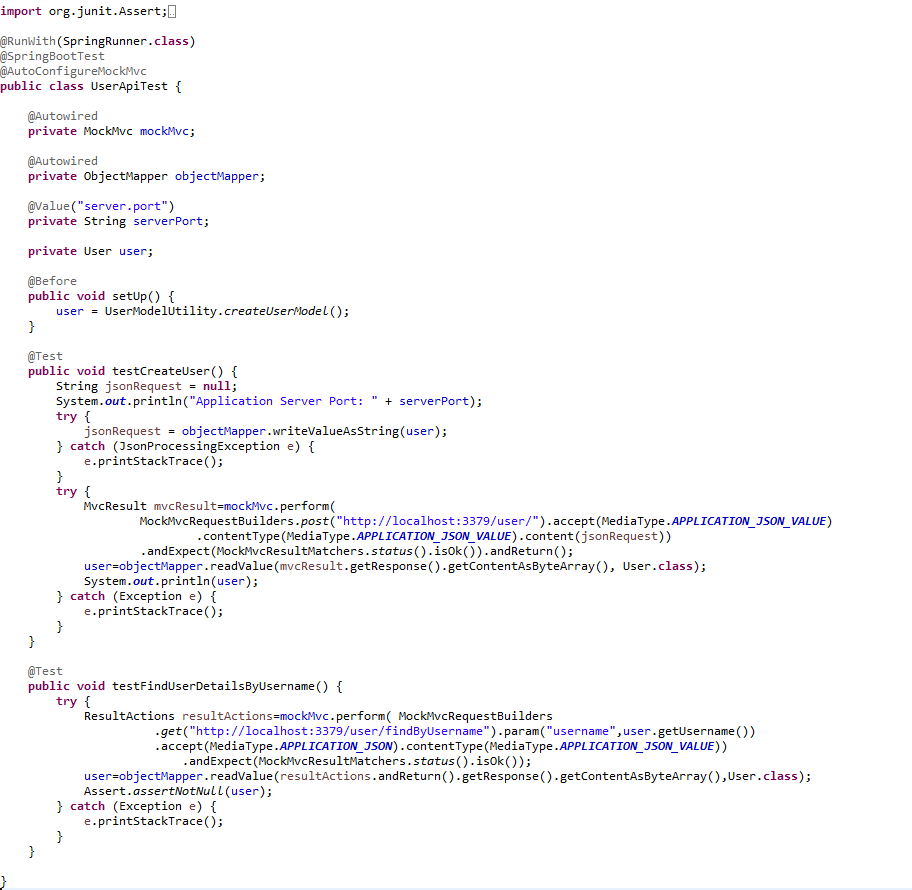 import org.junit.Assert;
@RunWith(SpringRunner.class)
@SpringBootTest
@AutoConfigureMockMvc
public class UserApiTest {
@Autowired
private MockMvc mockMvc;
@Autowired
private ObjectMapper objectMapper;
@Value("server.port")
private String serverPort;
private User user;
@Before
public void setUp() {
user = UserModelUtility.createUserModel();
}
@Test
public void testCreateUser() {
String jsonRequest = null;
System.out.println("Application Server Port: " + serverPort);
try {
jsonRequest = objectMapper.writeValueAsString(user);
} catch (JsonProcessingException e) {
e.printStackTrace();
}
try {
MvcResult mvcResult=mockMvc.perform(
MockMvcRequestBuilders.post("http://localhost:3379/user/").accept(MediaType.APPLICATION_JSON_VALUE)
.contentType(MediaType.APPLICATION_JSON_VALUE).content(jsonRequest))
.andExpect(MockMvcResultMatchers.status().isOk()).andReturn();
user=objectMapper.readValue(mvcResult.getResponse().getContentAsByteArray(), User.class);
System.out.println(user);
} catch (Exception e) {
e.printStackTrace();
}
}
@Test
public void testFindUserDetailsByUsername() {
try {
ResultActions resultActions=mockMvc.perform( MockMvcRequestBuilders
.get("http://localhost:3379/user/findByUsername").param("username",user.getUsername())
.accept(MediaType.APPLICATION_JSON).contentType(MediaType.APPLICATION_JSON_VALUE))
.andExpect(MockMvcResultMatchers.status().isOk());
user=objectMapper.readValue(resultActions.andReturn().getResponse().getContentAsByteArray(),User.class);
Assert.assertNotNull(user);
} catch (Exception e) {
e.printStackTrace();
}
}
}